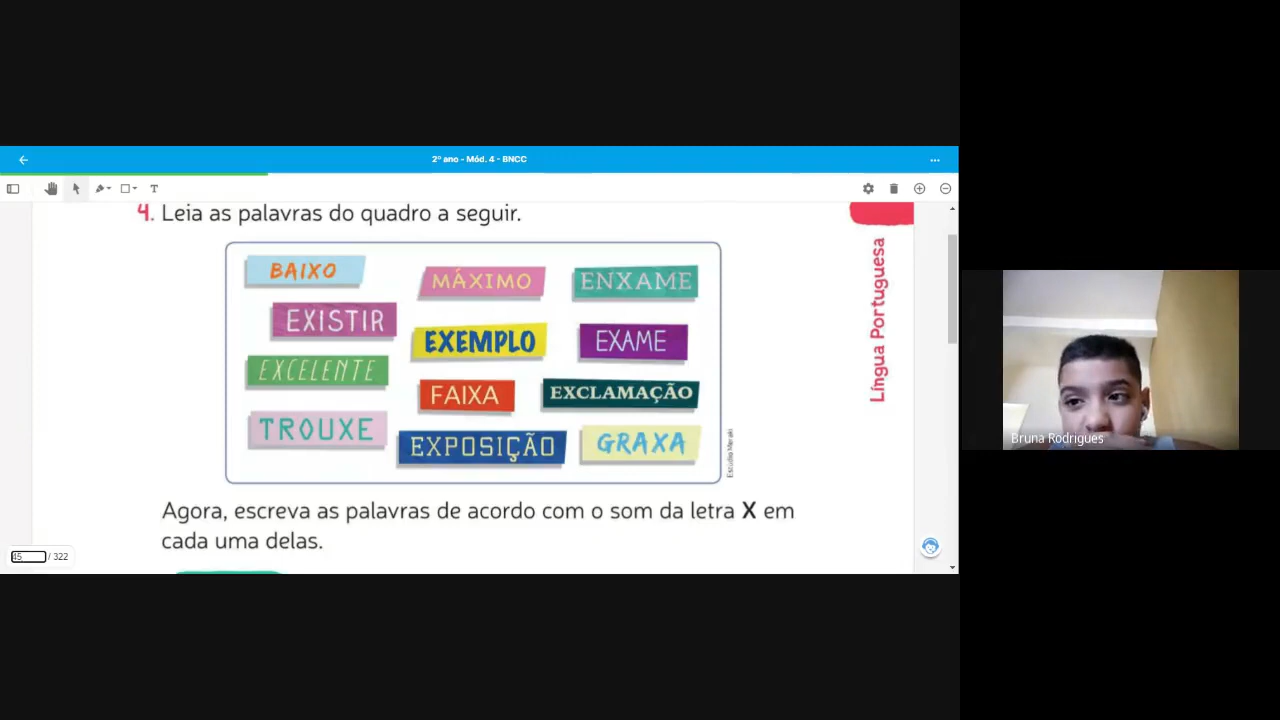 2º ano - Mód. 4 - BNCC
T
4. Leia as palavras do quadro a seguir.
BAIXO
MÁXIMO
ENXAME
EXISTIR
EXEMPLO
EXAME
EXCELENTE
FAIXA
EXCLAMAÇÃO
TROUXE
EXPOSIÇÃO
GRAXA
Língua Portuguesa
Agora, escreva as palavras de acordo com o som da letra X em
cada uma delas.
45 / 322
Bruna Rodrigues